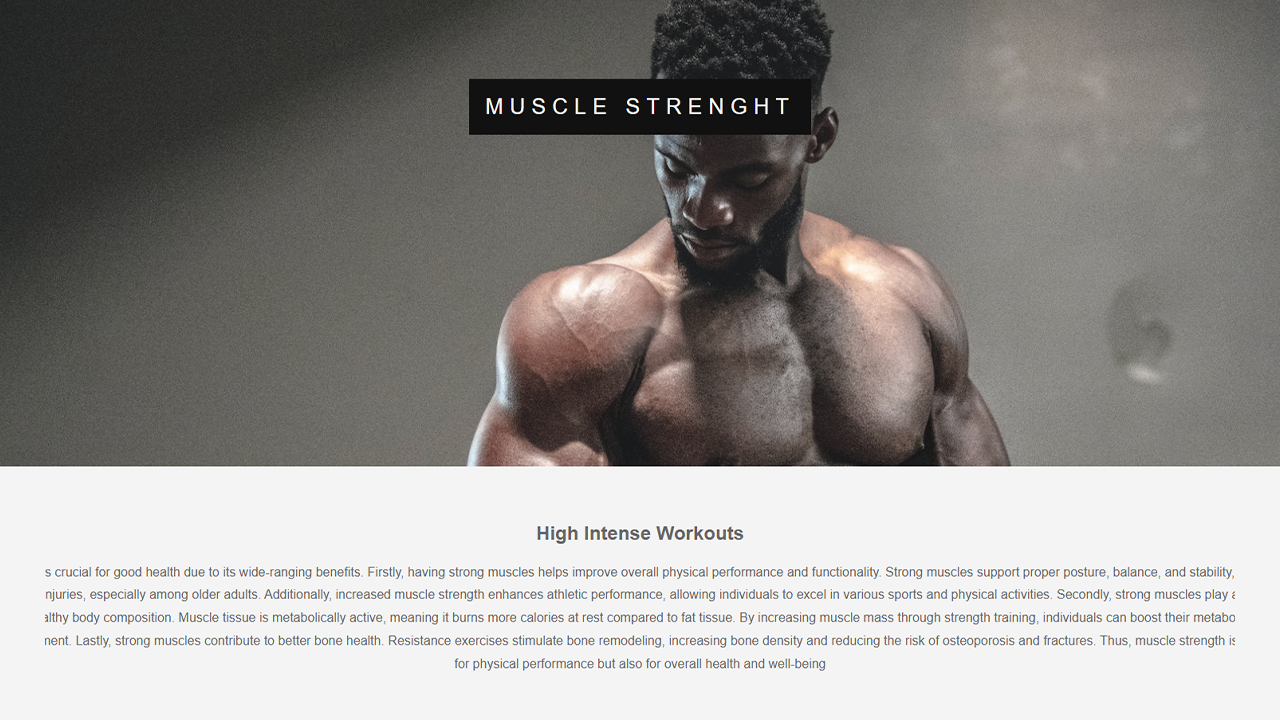 MUSCLE STRENGHT
High Intense Workouts
crucial for good health due to its wide-ranging benefits. Firstly, having strong muscles helps improve overall physical performance and functionality. Strong muscles support proper posture, balance, and stability,
especially among older adults. Additionally, increased muscle strength enhances athletic performance, allowing individuals to excel in various sports and physical activities. Secondly, strong muscles play
body composition. Muscle tissue is metabolically active, meaning it burns more calories at rest compared to fat tissue. By increasing muscle mass through strength training, individuals can boost their
Lastly, strong muscles contribute to better bone health. Resistance exercises stimulate bone remodeling, increasing bone density and reducing the risk of osteoporosis and fractures. Thus, muscle strength
for physical performance but also for overall health and well-being